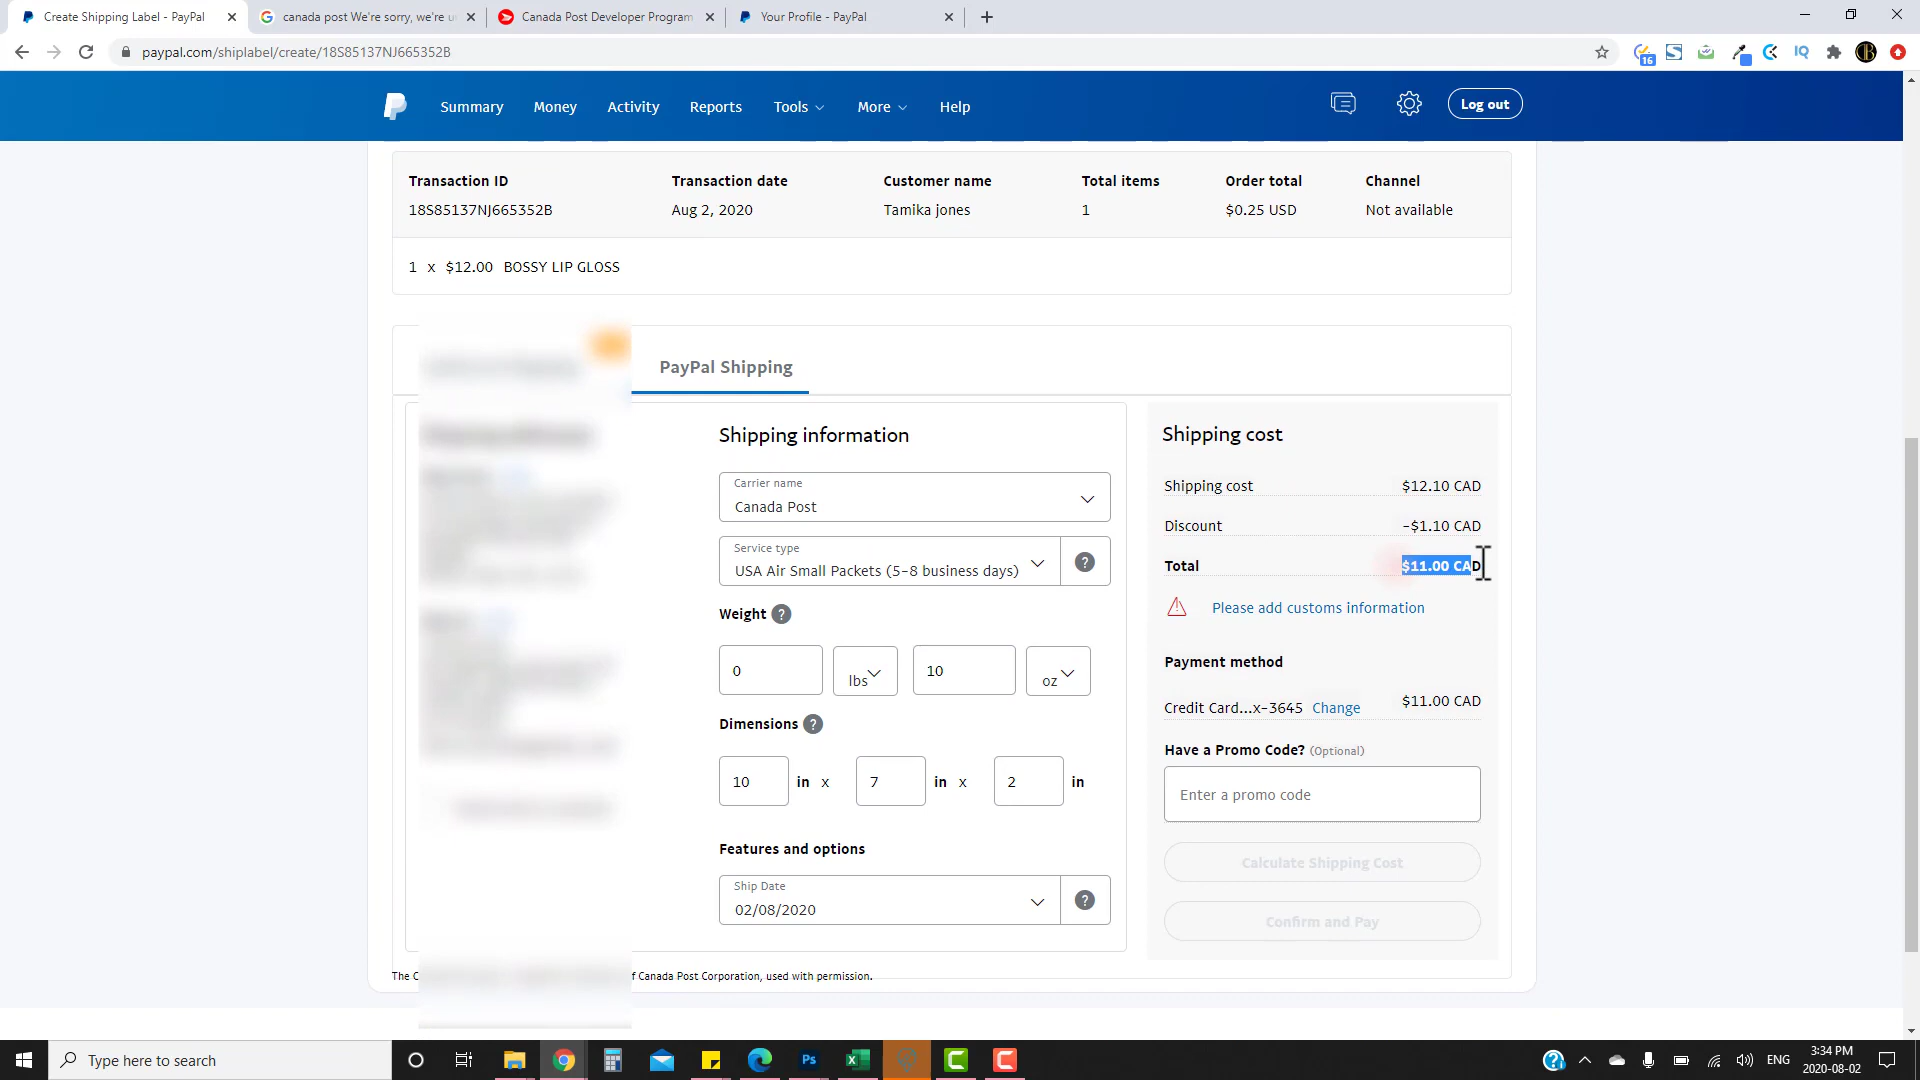 Create Shipping Label - PayPal
canada post We're sorry, we're u
Canada Post Developer Program
Your Profile - PayPal
paypal.com/shiplabel/create/18S85137NJ665352B
16
IQ
Summary Money Activity Reports Tools More Help Log out
Transaction ID Transaction date Customer name Total items Order total Channel
18S85137NJ665352B Aug 2, 2020 Tamika jones 1 $0.25 USD Not available
1 x $12.00 BOSSY LIP GLOSS
PayPal Shipping
Shipping information
Carrier name
Canada Post
Service type
USA Air Small Packets (5-8 business days)
?
Weight ?
0 lbs 10 oz
Dimensions ?
10 in x 7 in x 2 in
Features and options
Ship Date
02/08/2020
?
Shipping cost
Shipping cost $12.10 CAD
Discount -$1.10 CAD
Total $11.00 CAD
Please add customs information
Payment method
Credit Card...x-3645 Change $11.00 CAD
Have a Promo Code? (Optional)
Enter a promo code
Calculate Shipping Cost
Confirm and Pay
The C
f Canada Post Corporation, used with permission.
Type here to search
Ps
ENG
3:34 PM
2020-08-02